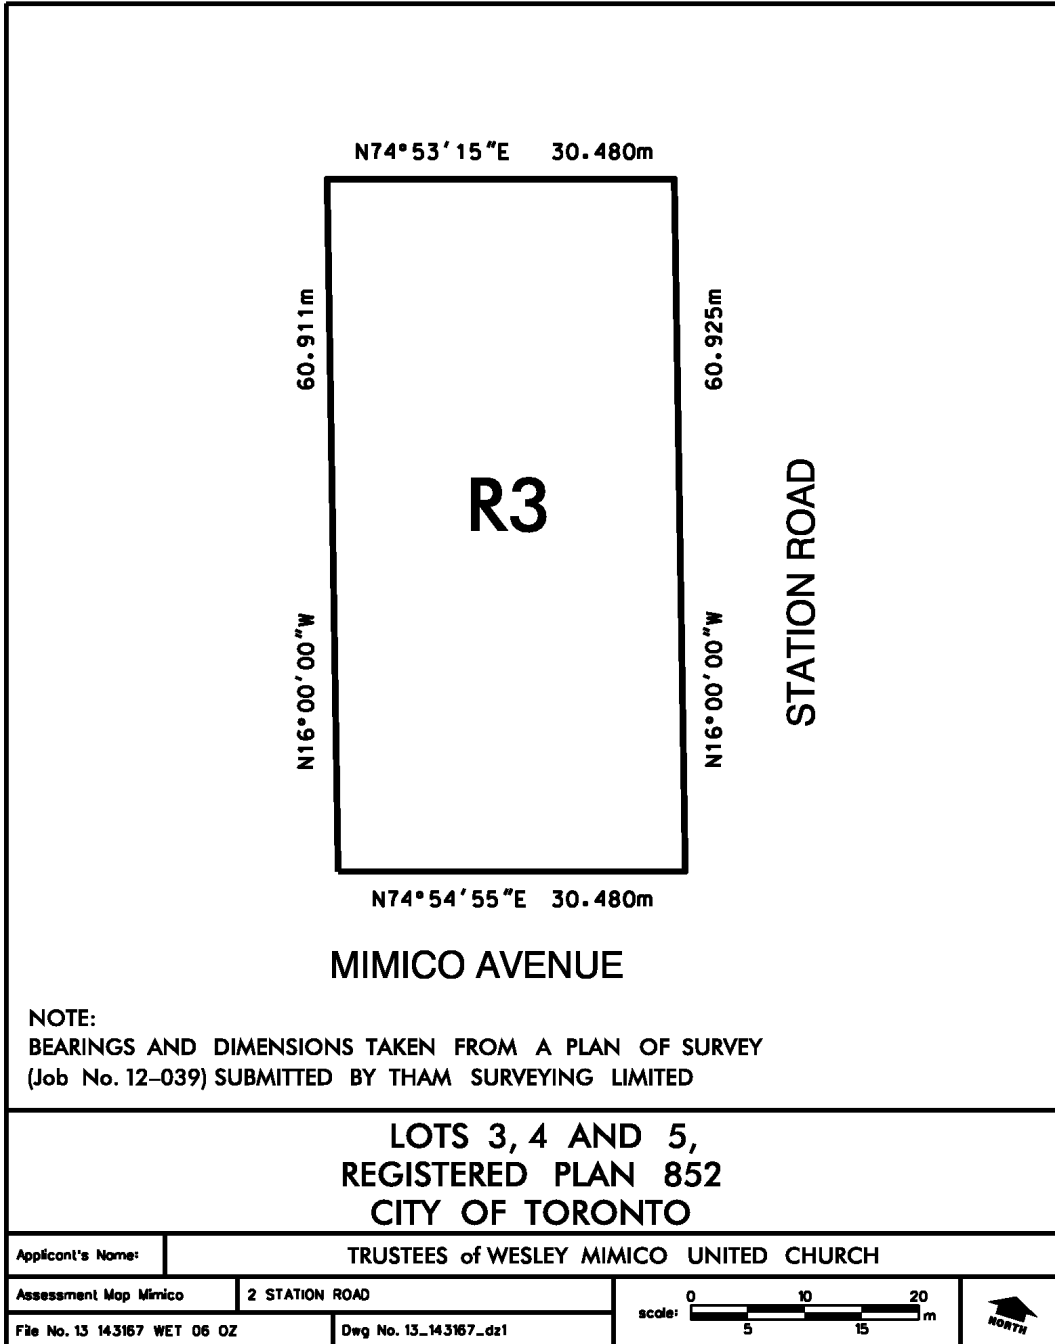 N74°53'15"E 30.480m
60.911m
60.925m
R3
STATION ROAD
N16°00'00"W
N16°00'00"W
N74°54'55"E 30.480m
MIMICO AVENUE
NOTE:
BEARINGS AND DIMENSIONS TAKEN FROM A PLAN OF SURVEY
(Job No. 12-039) SUBMITTED BY THAM SURVEYING LIMITED
LOTS 3, 4 AND 5,
REGISTERED PLAN 852
CITY OF TORONTO
Applicant's Name: TRUSTEES of WESLEY MIMICO UNITED CHURCH
Assessment Map Mimico 2 STATION ROAD
File No. 13 143167 WET 06 OZ Dwg No. 13_143167_dz1
0 10 20
scale: m
5 15
NORTH